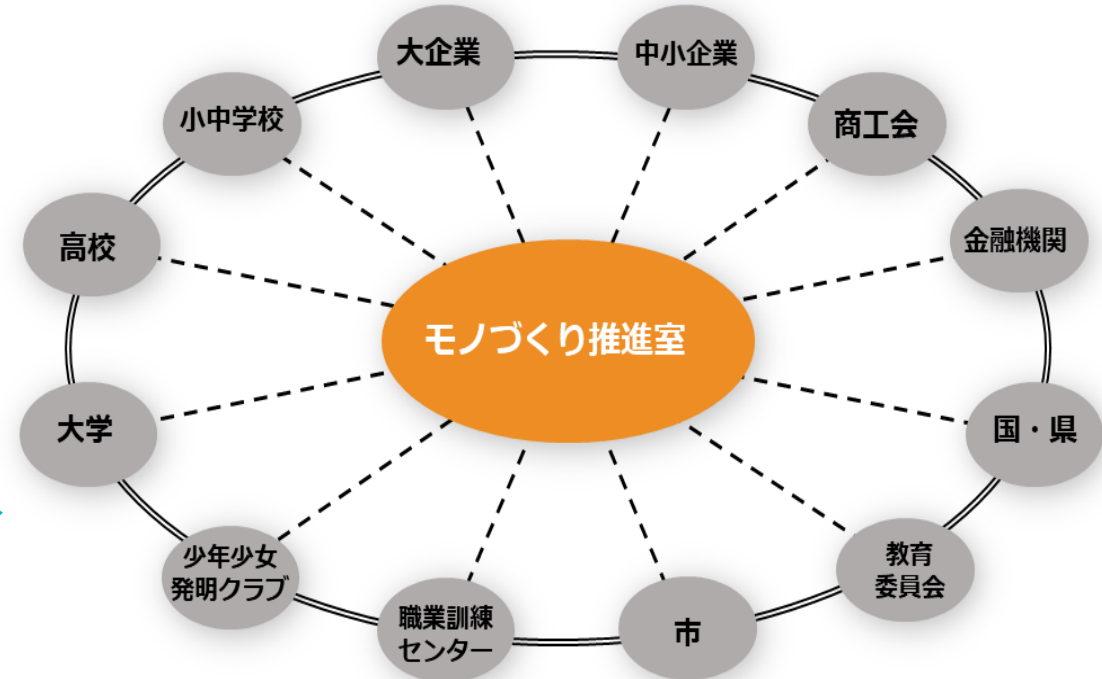 大企業
中小企業
小中学校
商工会
高校
金融機関
モノづくり推進室
大学
国・県
少年少女
発明クラブ
教育
委員会
職業訓練
センター
市